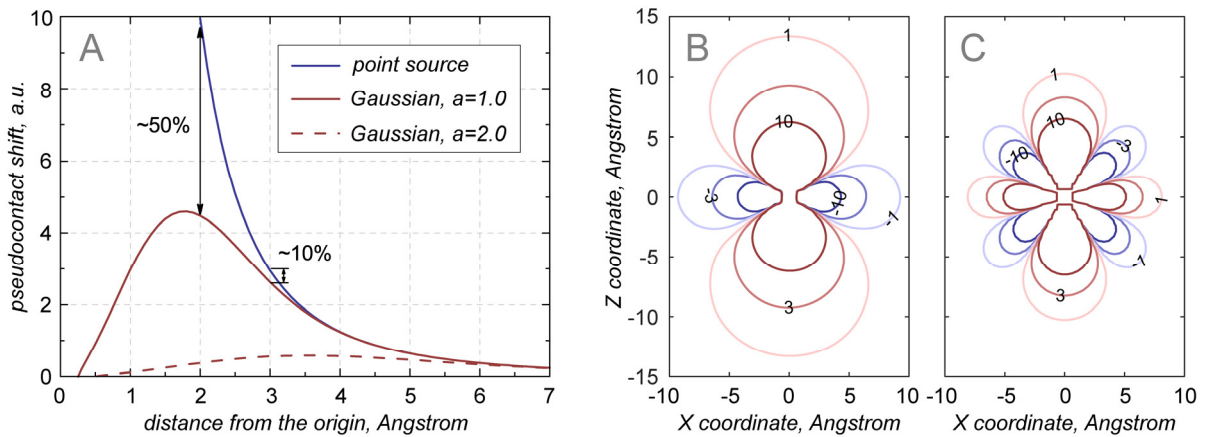 A
pseudocontact shift, a.u.
10
8
6
4
2
0
point source
Gaussian, a=1.0
Gaussian, a=2.0
~50%
~10%
0 1 2 3 4 5 6 7
distance from the origin, Angstrom
B
Z coordinate, Angstrom
15
10
5
0
-5
-10
-15
1
10
-3
-10
-1
3
-10 -5 0 5 10
X coordinate, Angstrom
C
1
10
-10
-3
1
-1
3
-10 -5 0 5 10
X coordinate, Angstrom